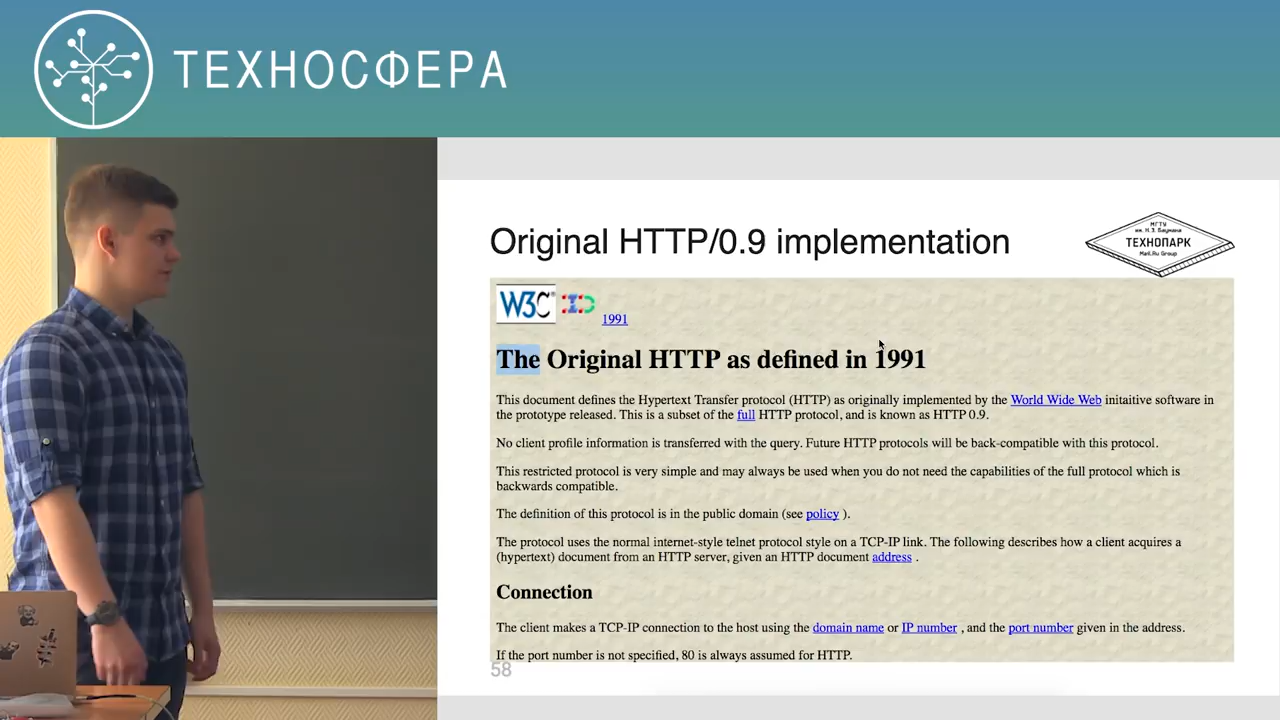 ТЕХНОСФЕРА
Original HTTP/0.9 implementation
МГТУ
им. Н.Э. Баумана
ТЕХНОПАРК
Mail.Ru Group
W3C®
1991
The Original HTTP as defined in 1991
This document defines the Hypertext Transfer protocol (HTTP) as originally implemented by the World Wide Web initaitive software in
the prototype released. This is a subset of the full HTTP protocol, and is known as HTTP 0.9.
No client profile information is transferred with the query. Future HTTP protocols will be back-compatible with this protocol.
This restricted protocol is very simple and may always be used when you do not need the capabilities of the full protocol which is
backwards compatible.
The definition of this protocol is in the public domain (see policy ).
The protocol uses the normal internet-style telnet protocol style on a TCP-IP link. The following describes how a client acquires a
(hypertext) document from an HTTP server, given an HTTP document address .
Connection
The client makes a TCP-IP connection to the host using the domain name or IP number , and the port number given in the address.
If the port number is not specified, 80 is always assumed for HTTP.
58